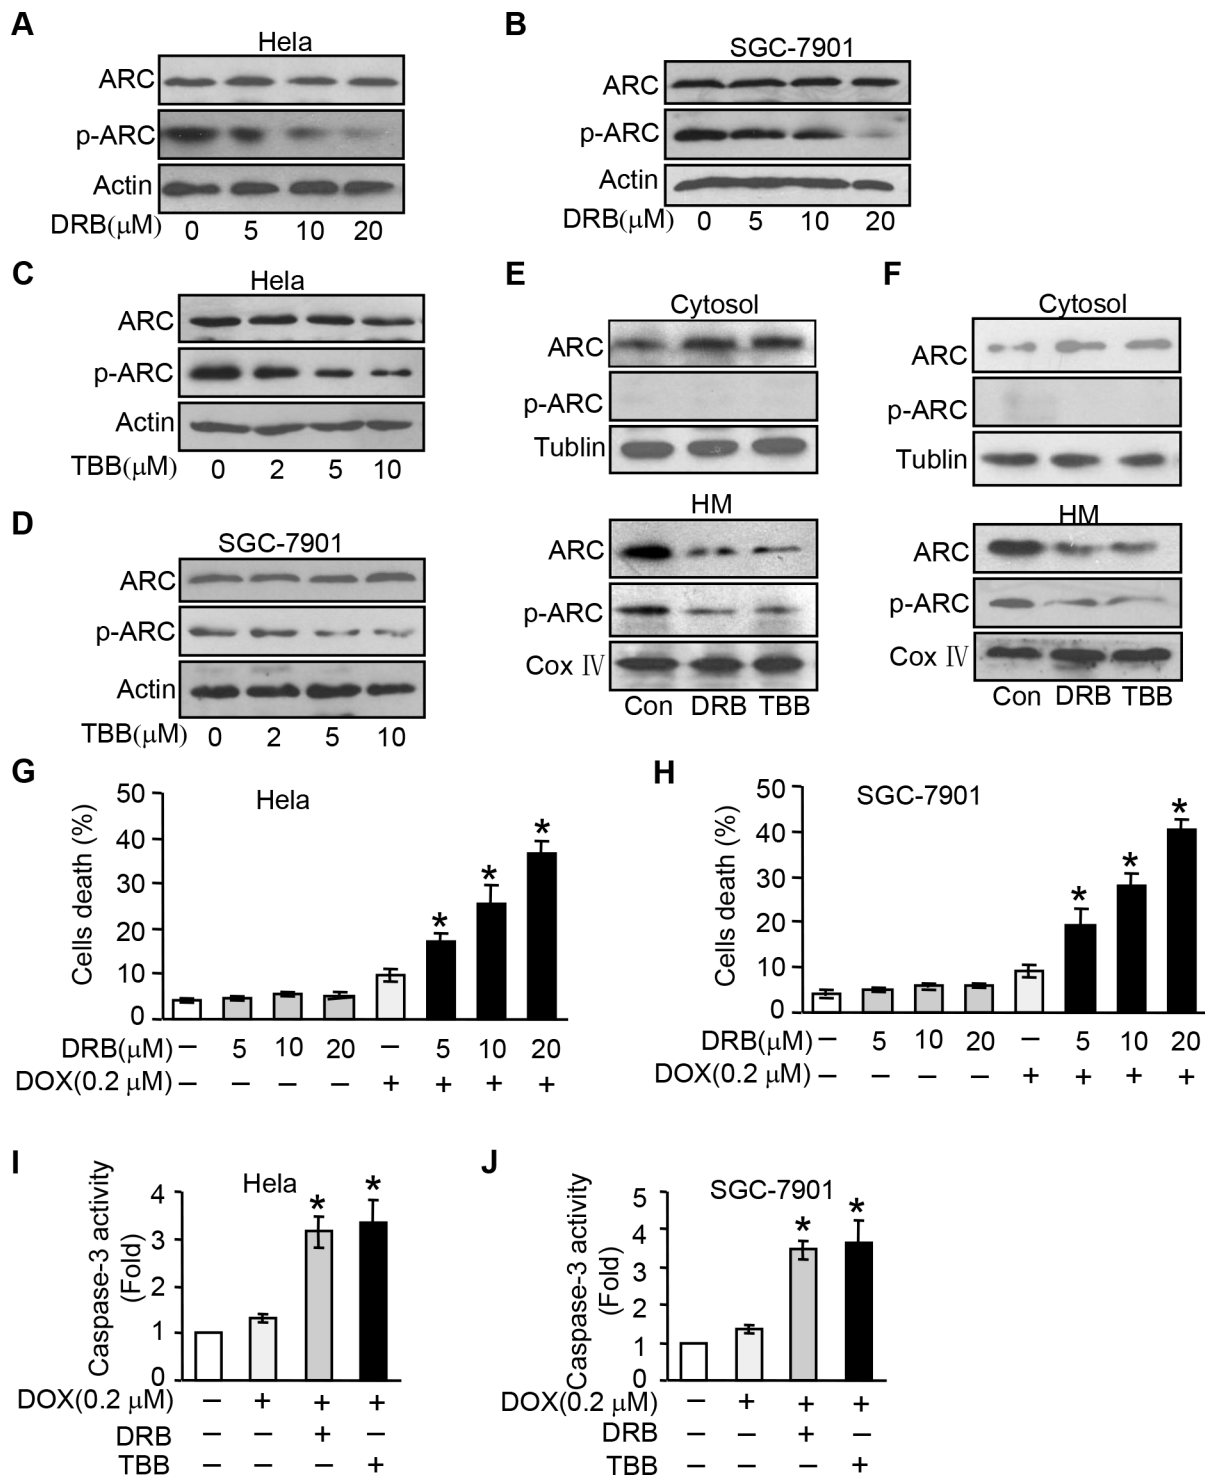 A
Hela
ARC
p-ARC
Actin
DRB(μM) 0 5 10 20
B
SGC-7901
ARC
p-ARC
Actin
DRB(μM) 0 5 10 20
C
Hela
ARC
p-ARC
Actin
TBB(μM) 0 2 5 10
D
SGC-7901
ARC
p-ARC
Actin
TBB(μM) 0 2 5 10
E
Cytosol
ARC
p-ARC
Tublin
HM
ARC
p-ARC
Cox Ⅳ
Con DRB TBB
F
Cytosol
ARC
p-ARC
Tublin
HM
ARC
p-ARC
Cox Ⅳ
Con DRB TBB
G
Hela
Cells death (%)
50
40
30
20
10
0
* * *
DRB(μM) – 5 10 20 – 5 10 20
DOX(0.2 μM) – – – – + + + +
H
SGC-7901
Cells death (%)
50
40
30
20
10
0
* * *
DRB(μM) – 5 10 20 – 5 10 20
DOX(0.2 μM) – – – – + + + +
I
Hela
Caspase-3 activity
(Fold)
4
3
2
1
0
* *
DOX(0.2 μM) – + + +
DRB – – + –
TBB – – – +
J
SGC-7901
Caspase-3 activity
(Fold)
5
4
3
2
1
0
* *
DOX(0.2 μM) – + + +
DRB – – + –
TBB – – – +